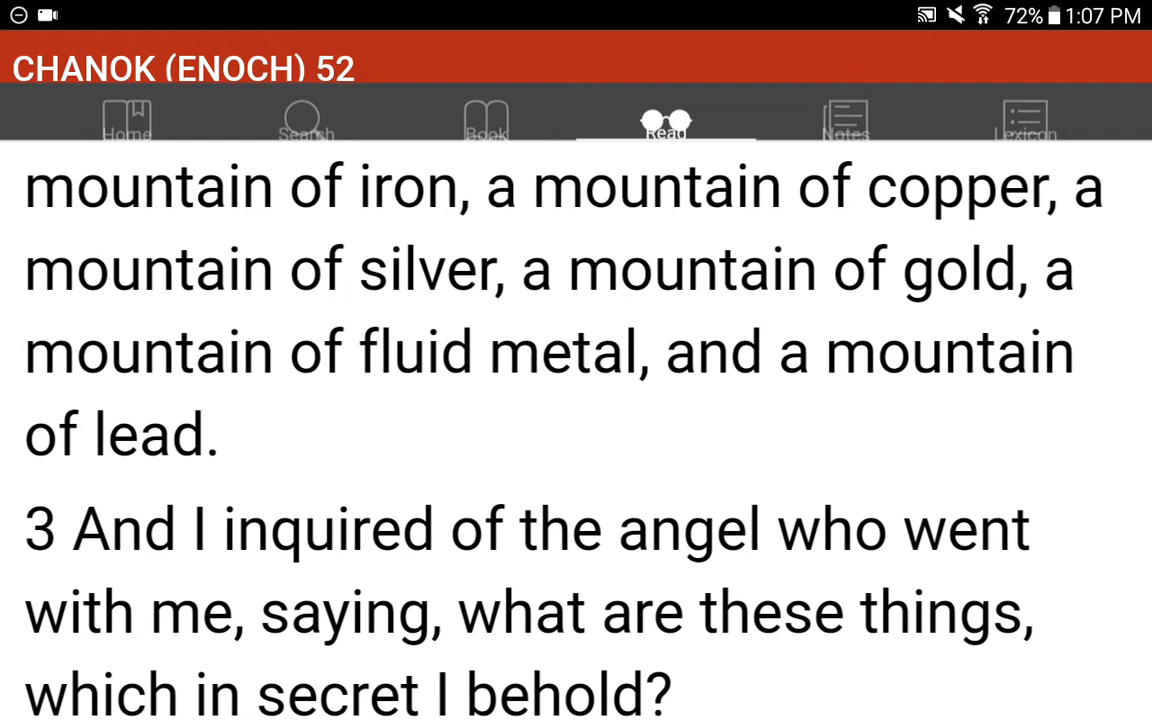 72% 1:07 PM
CHANOK (ENOCH) 52
Home Search Book Read Notes Lexicon
mountain of iron, a mountain of copper, a
mountain of silver, a mountain of gold, a
mountain of fluid metal, and a mountain
of lead.
3 And I inquired of the angel who went
with me, saying, what are these things,
which in secret I behold?